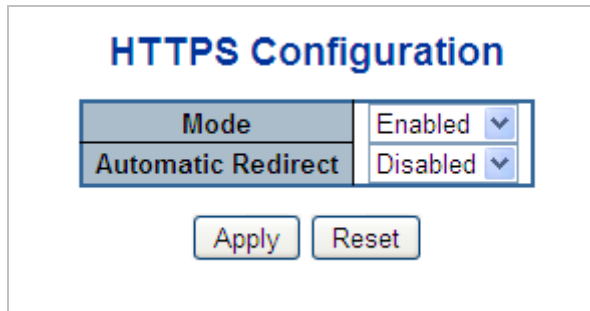 HTTPS Configuration
Mode Enabled
Automatic Redirect Disabled
Apply Reset